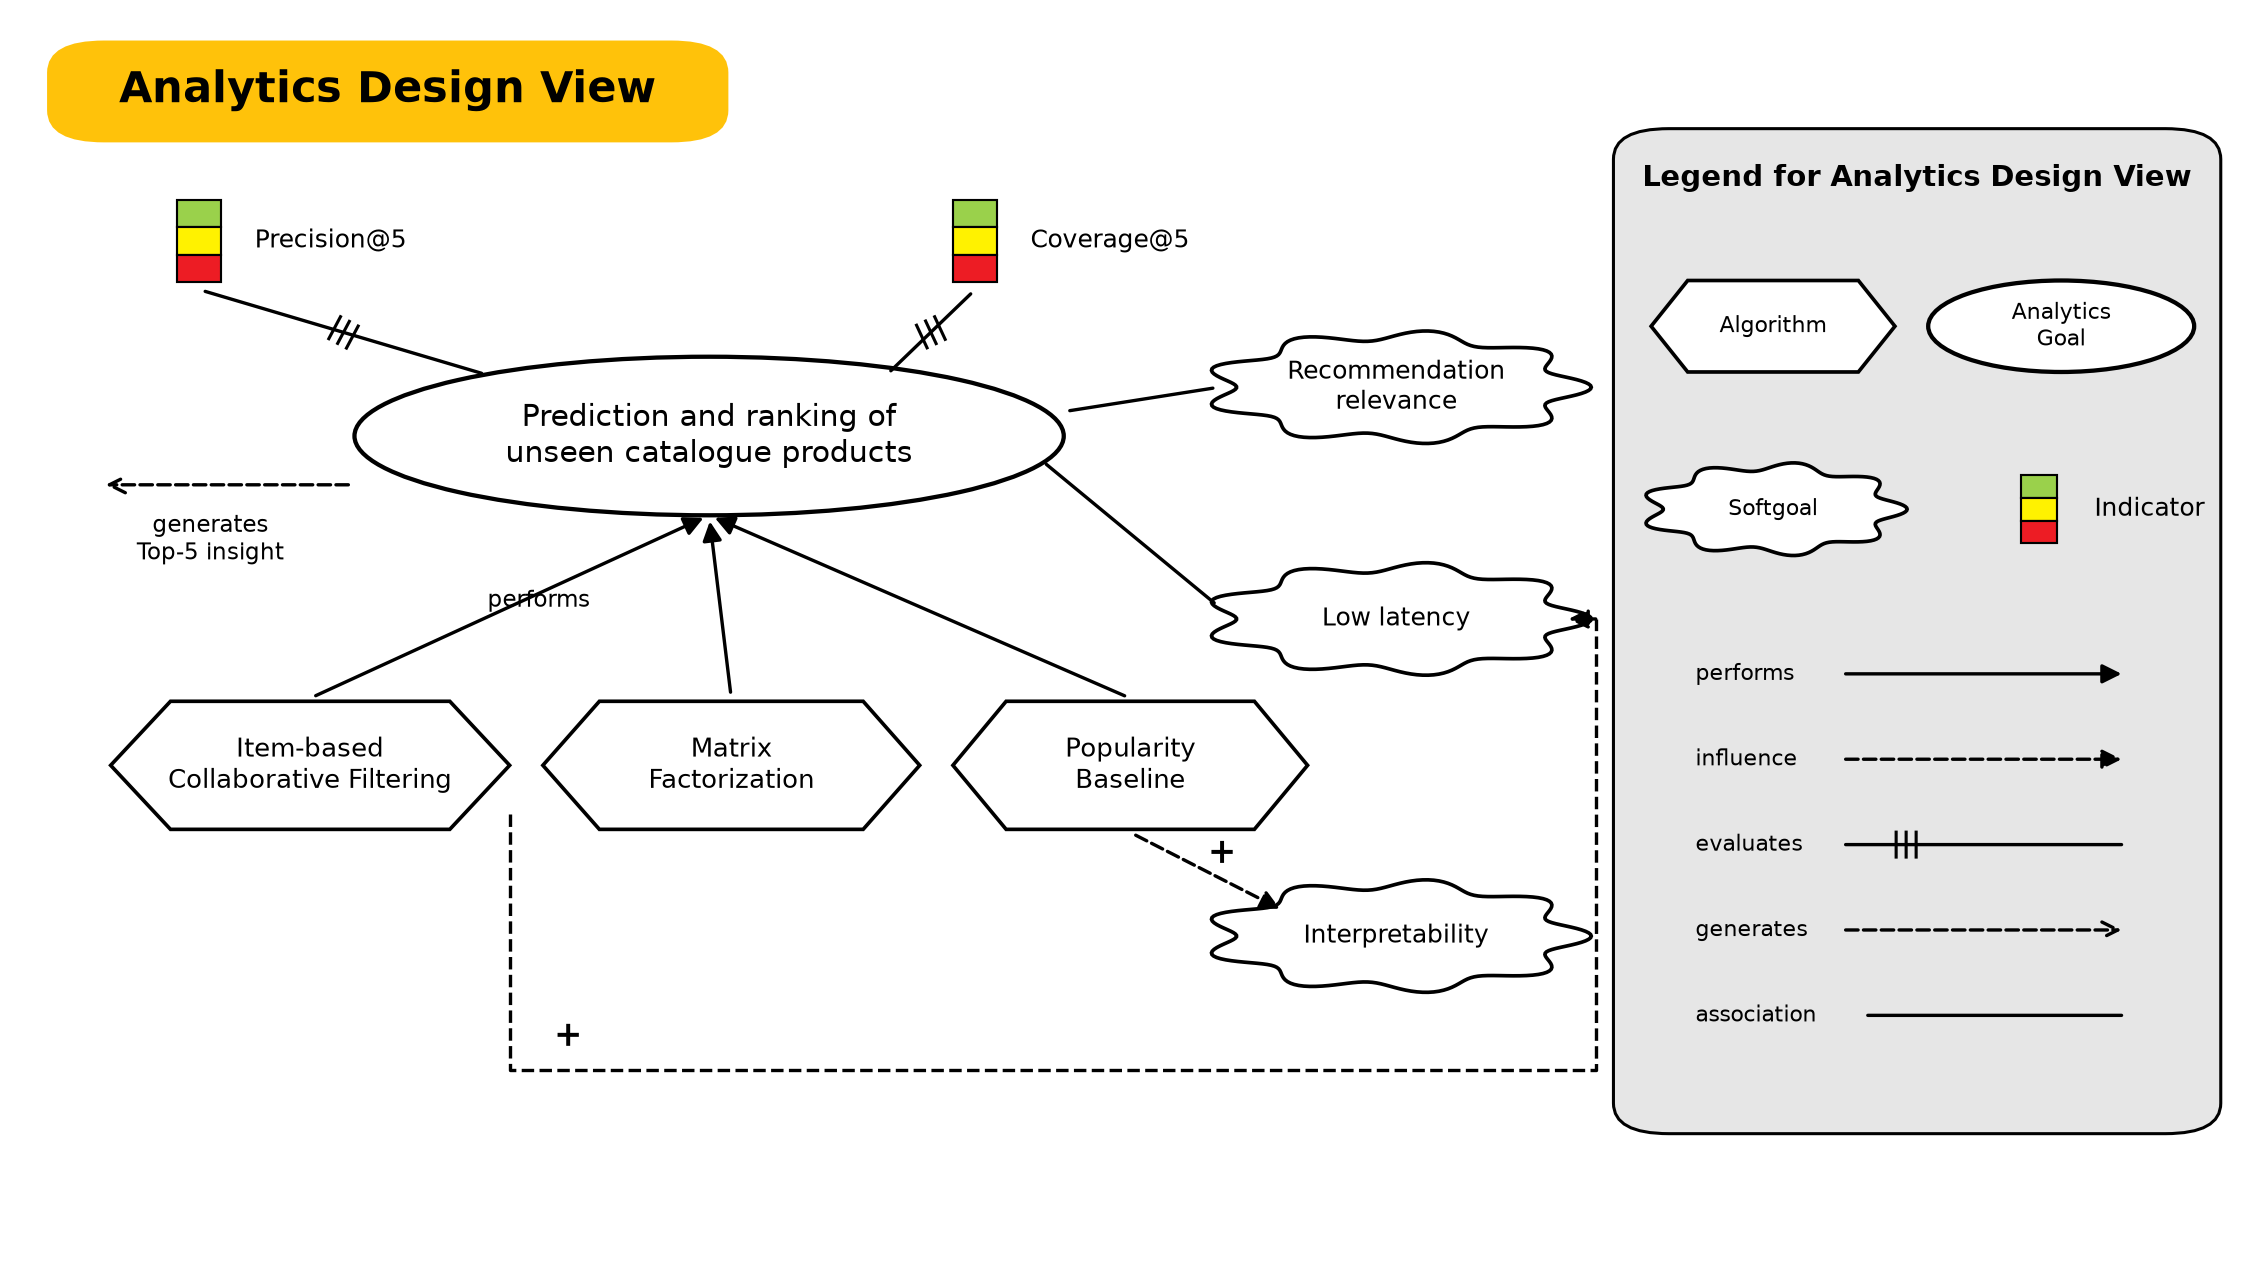 Analytics Design View
Precision@5
Coverage@5
Prediction and ranking of
unseen catalogue products
Recommendation
relevance
generates
Top-5 insight
performs
Low latency
Item-based
Collaborative Filtering
Matrix
Factorization
Popularity
Baseline
+
Interpretability
+
Legend for Analytics Design View
Algorithm
Analytics
Goal
Softgoal
Indicator
performs
influence
evaluates
generates
association